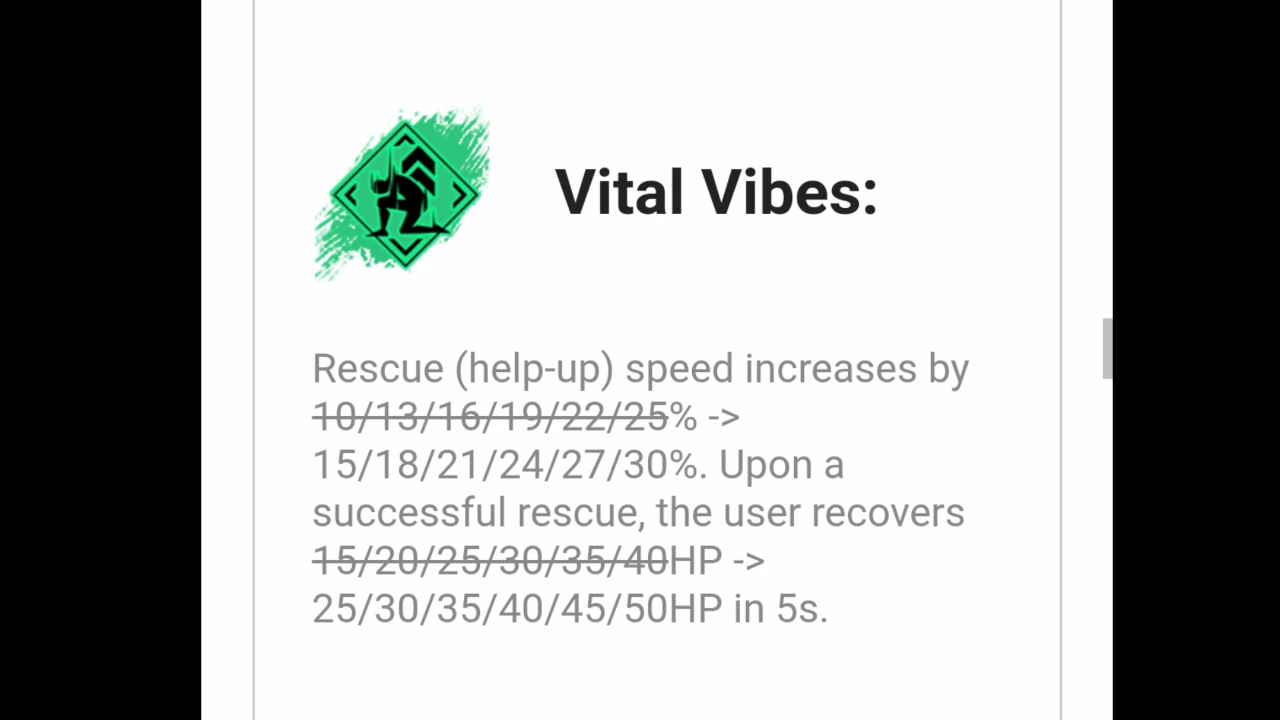 Vital Vibes:
Rescue (help-up) speed increases by
10/13/16/19/22/25% ->
15/18/21/24/27/30%. Upon a
successful rescue, the user recovers
15/20/25/30/35/40HP ->
25/30/35/40/45/50HP in 5s.